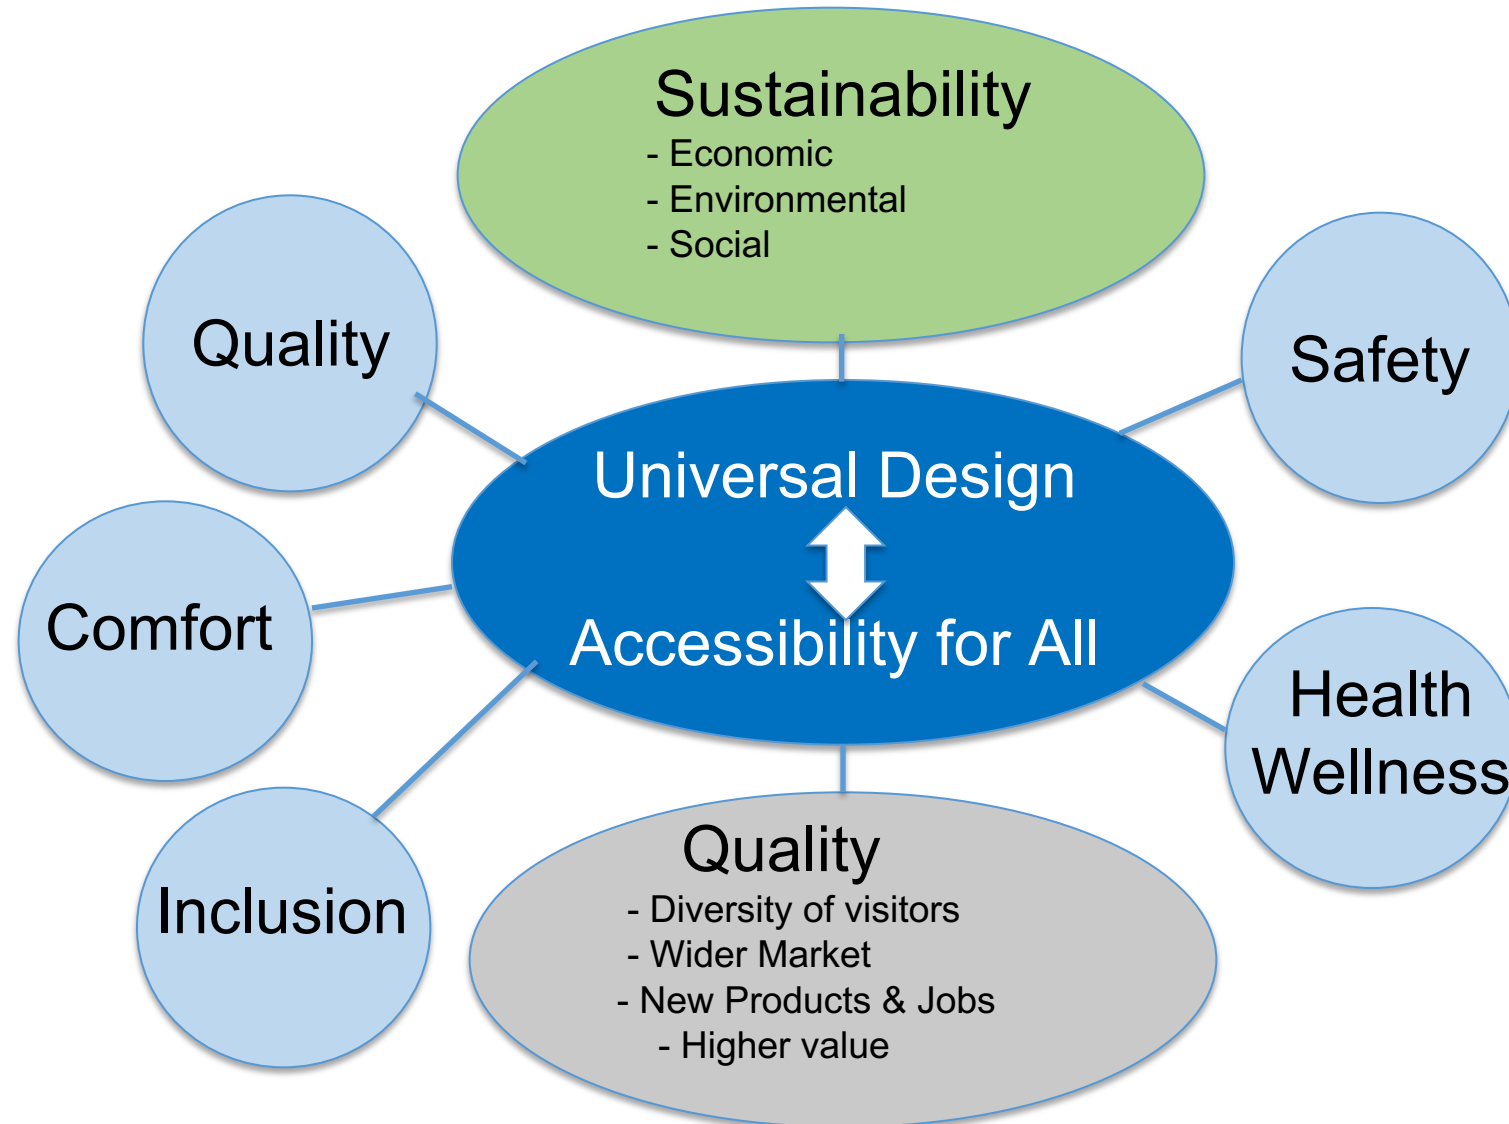 Sustainability
- Economic
- Environmental
- Social
Quality
Safety
Universal Design
Accessibility for All
Comfort
Health
Wellness
Inclusion
Quality
- Diversity of visitors
- Wider Market
- New Products & Jobs
- Higher value